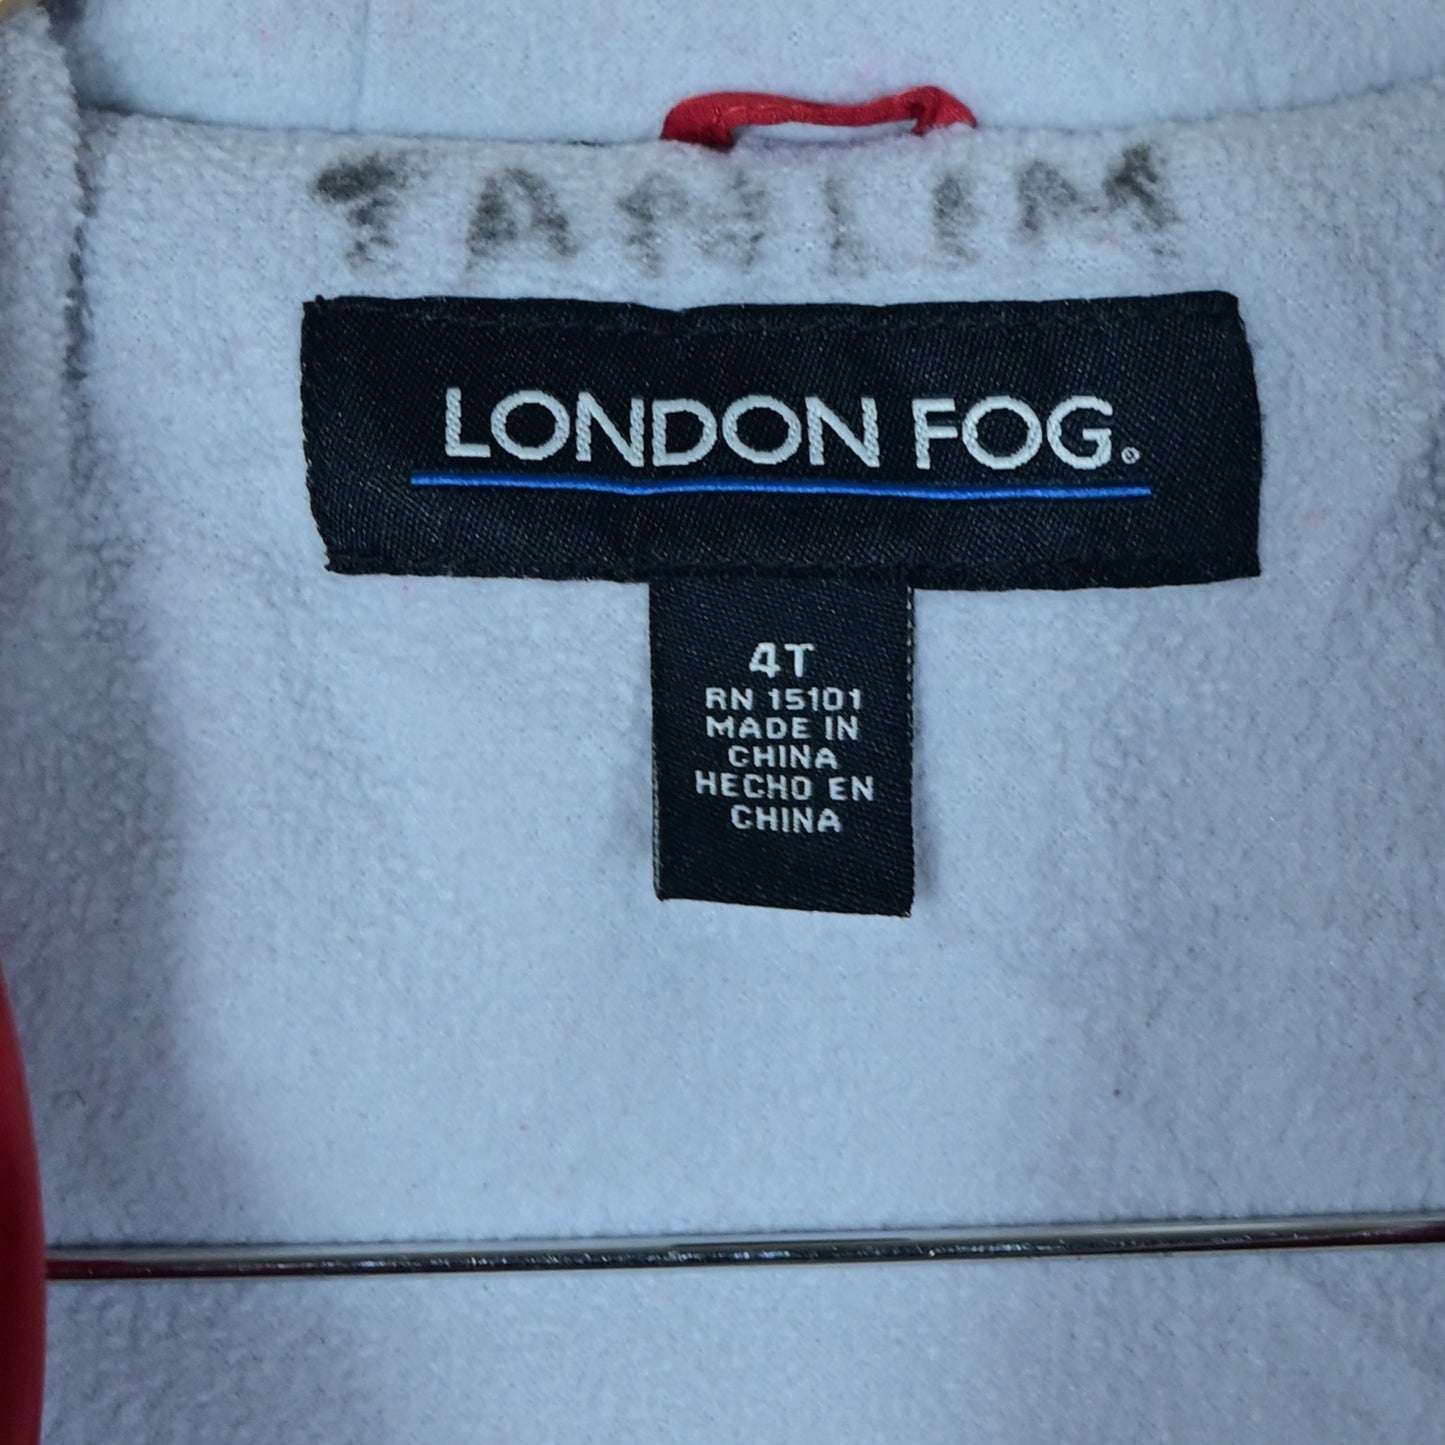 LONDON FOG®
4T
RN 15101
MADE IN
CHINA
HECHO EN
CHINA